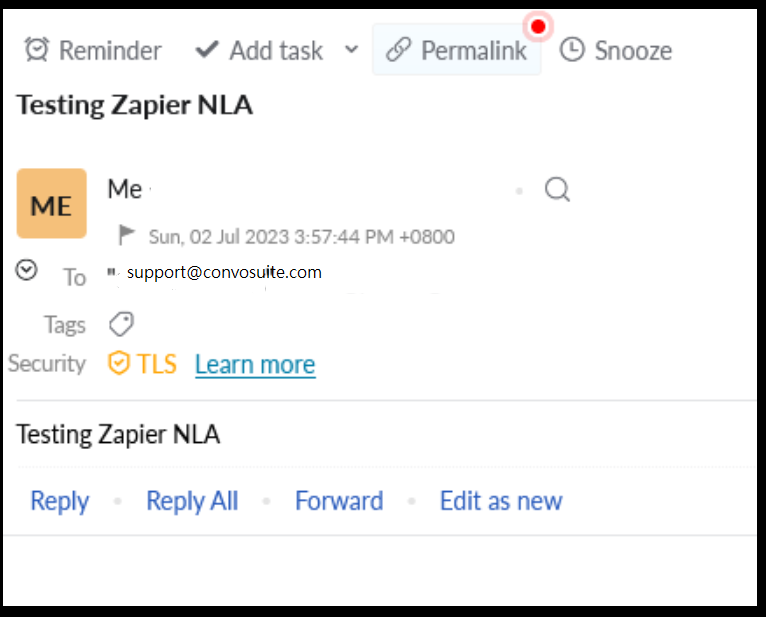 Reminder Add task Permalink Snooze
Testing Zapier NLA
ME Me
Sun, 02 Jul 2023 3:57:44 PM +0800
To support@convosuite.com
Tags
Security TLS Learn more
Testing Zapier NLA
Reply • Reply All • Forward • Edit as new